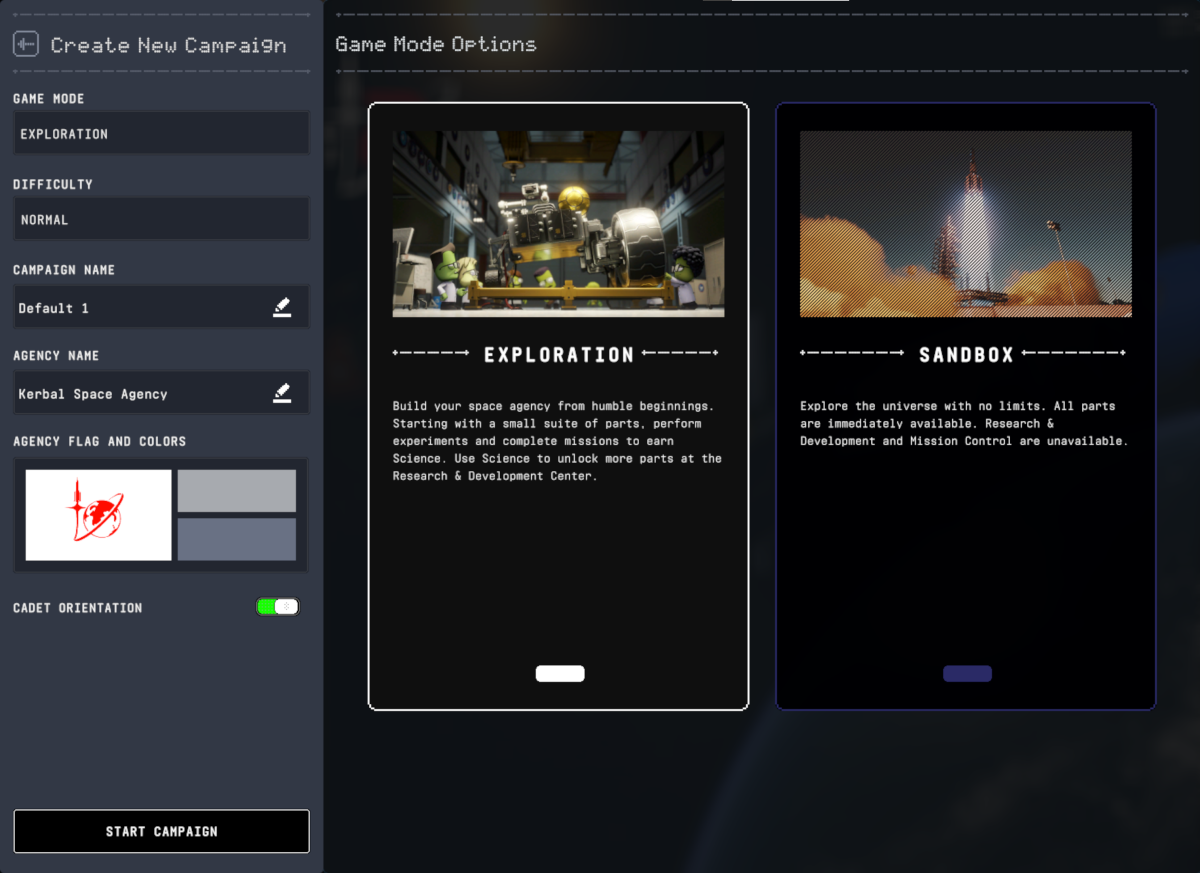 Create New Campaign
GAME MODE
EXPLORATION
DIFFICULTY
NORMAL
CAMPAIGN NAME
Default 1
AGENCY NAME
Kerbal Space Agency
AGENCY FLAG AND COLORS
CADET ORIENTATION
START CAMPAIGN
Game Mode Options
EXPLORATION
Build your space agency from humble beginnings.
Starting with a small suite of parts, perform
experiments and complete missions to earn
Science. Use Science to unlock more parts at the
Research & Development Center.
SANDBOX
Explore the universe with no limits. All parts
are immediately available. Research &
Development and Mission Control are unavailable.